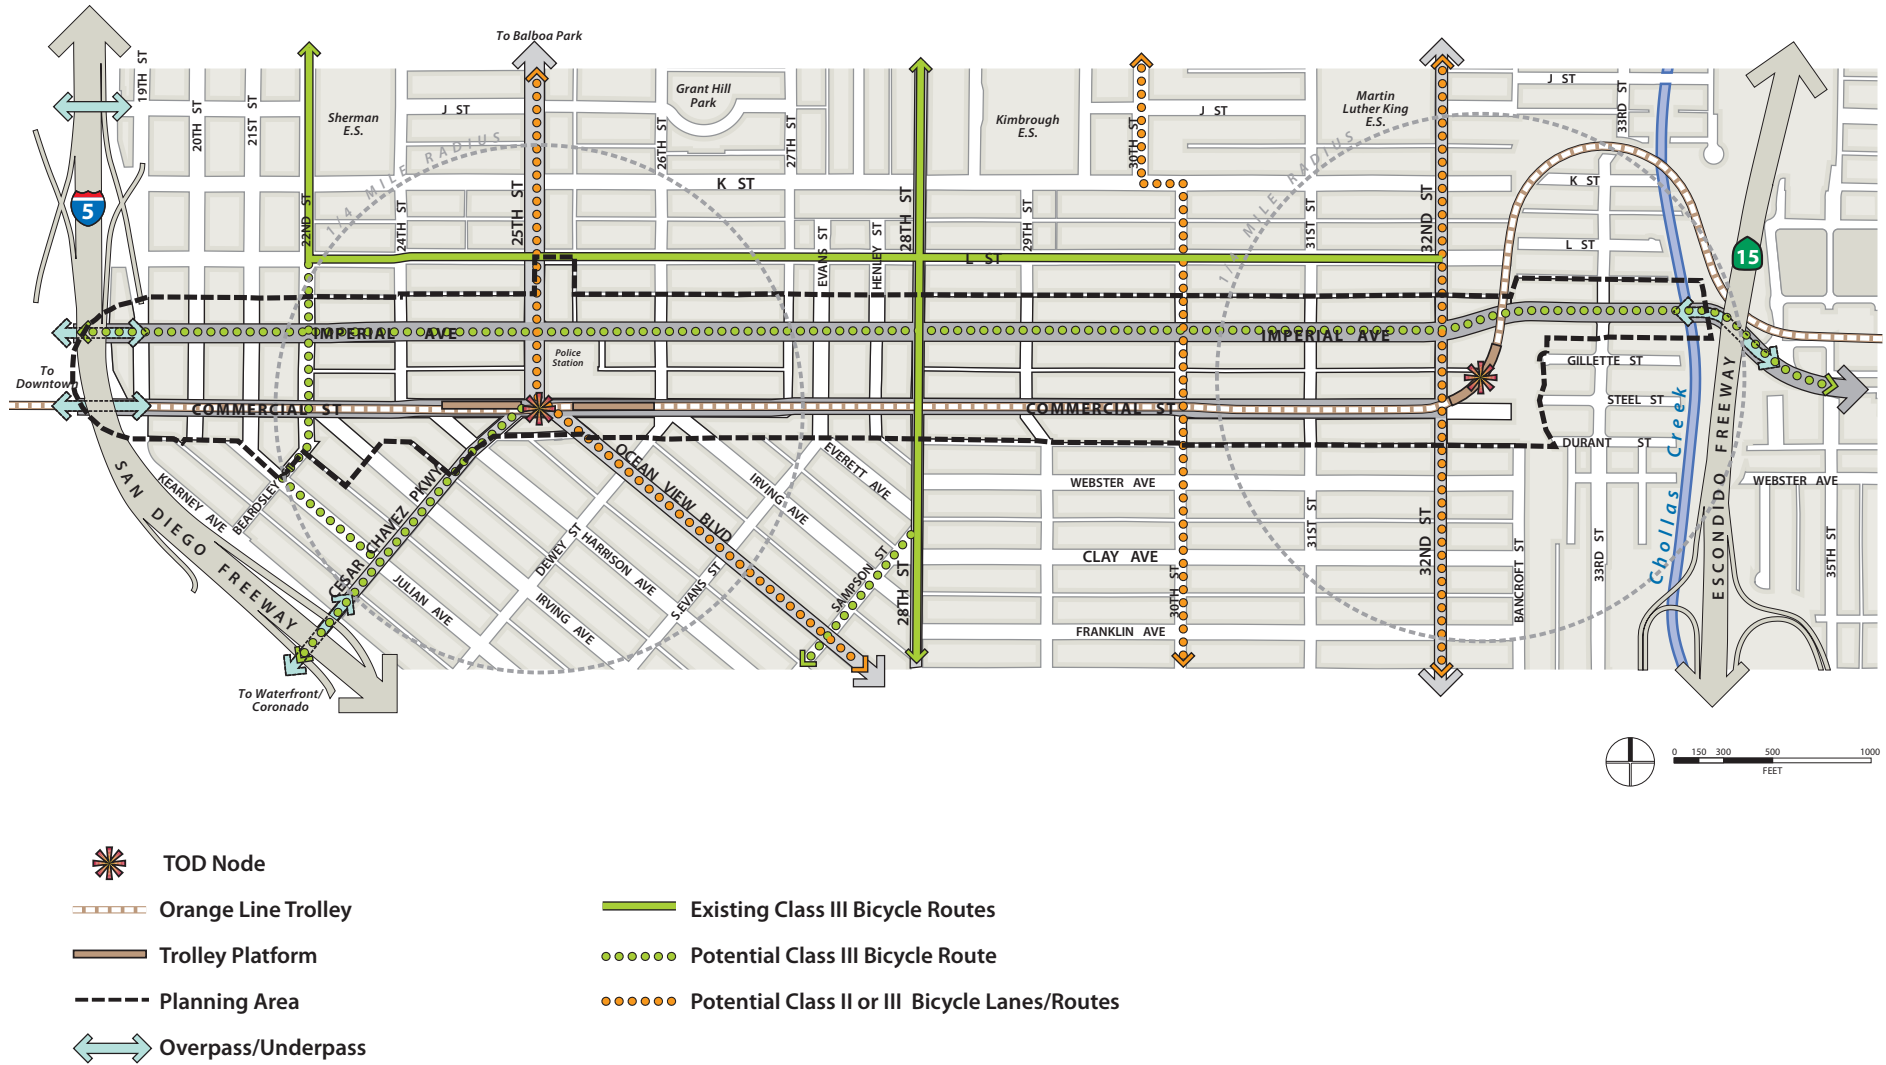 To Balboa Park
19TH ST
20TH ST
21ST ST
22ND ST
Sherman
E.S.
J ST
24TH ST
25TH ST
26TH ST
Grant Hill
Park
27TH ST
K ST
EVANS ST
HENLEY ST
28TH ST
Kimbrough
E.S.
29TH ST
30TH ST
J ST
31ST ST
Martin
Luther King
E.S.
32ND ST
J ST
33RD ST
K ST
L ST
L ST
1/4 MILE RADIUS
1/4 MILE RADIUS
5
15
IMPERIAL AVE
IMPERIAL AVE
Police
Station
To
Downtown
COMMERCIAL ST
COMMERCIAL ST
GILLETTE ST
STEEL ST
DURANT ST
SAN DIEGO FREEWAY
KEARNEY AVE
BEARDSLEY
CESAR CHAVEZ PKWY
JULIAN AVE
OCEAN VIEW BLVD
DEWEY ST
HARRISON AVE
IRVING AVE
IRVING AVE
S.EVANS ST
EVERETT AVE
SAMPSON ST
28TH ST
WEBSTER AVE
CLAY AVE
FRANKLIN AVE
30TH ST
31ST ST
32ND ST
BANCROFT ST
33RD ST
Chollas Creek
ESCONDIDO FREEWAY
WEBSTER AVE
35TH ST
To Waterfront/
Coronado
0 150 300 500 1000
FEET
TOD Node
Orange Line Trolley
Trolley Platform
Planning Area
Overpass/Underpass
Existing Class III Bicycle Routes
Potential Class III Bicycle Route
Potential Class II or III Bicycle Lanes/Routes